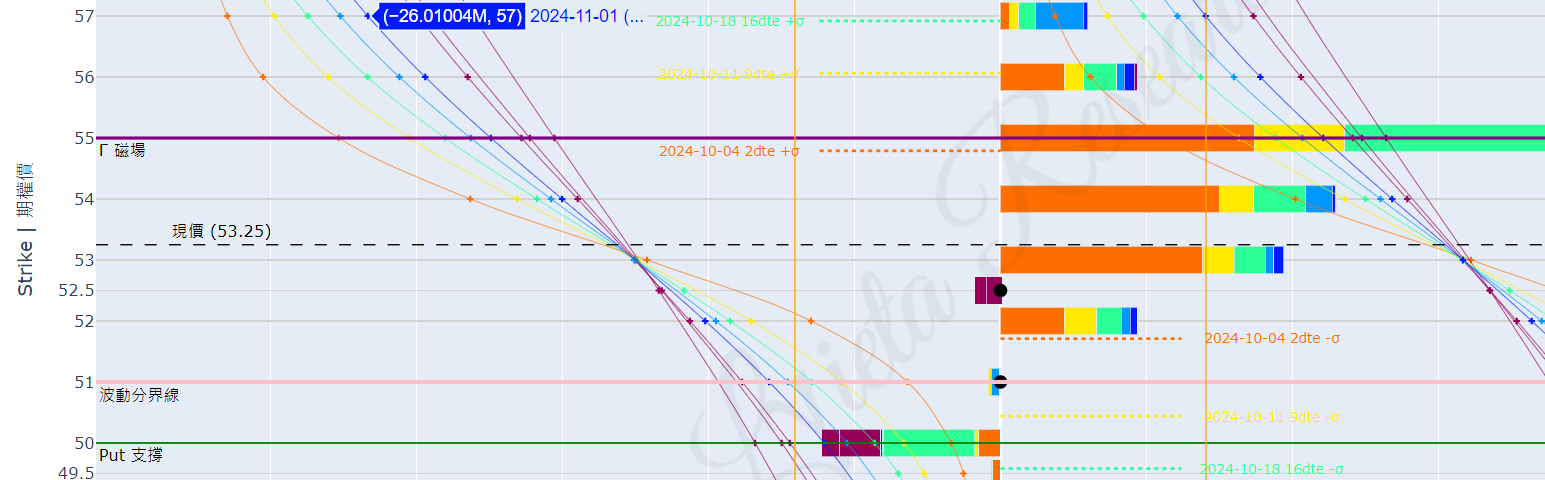 57
(−26.01004M, 57) 2024-11-01 (...
2024-10-18 16dte +σ
56
2024-10-11 9dte +σ
55
Γ 磁場
2024-10-04 2dte +σ
54
Strike | 期權價
現價 (53.25)
53
52.5
52
2024-10-04 2dte -σ
51
波動分界線
2024-10-11 9dte -σ
50
Put 支撐
49.5
2024-10-18 16dte -σ